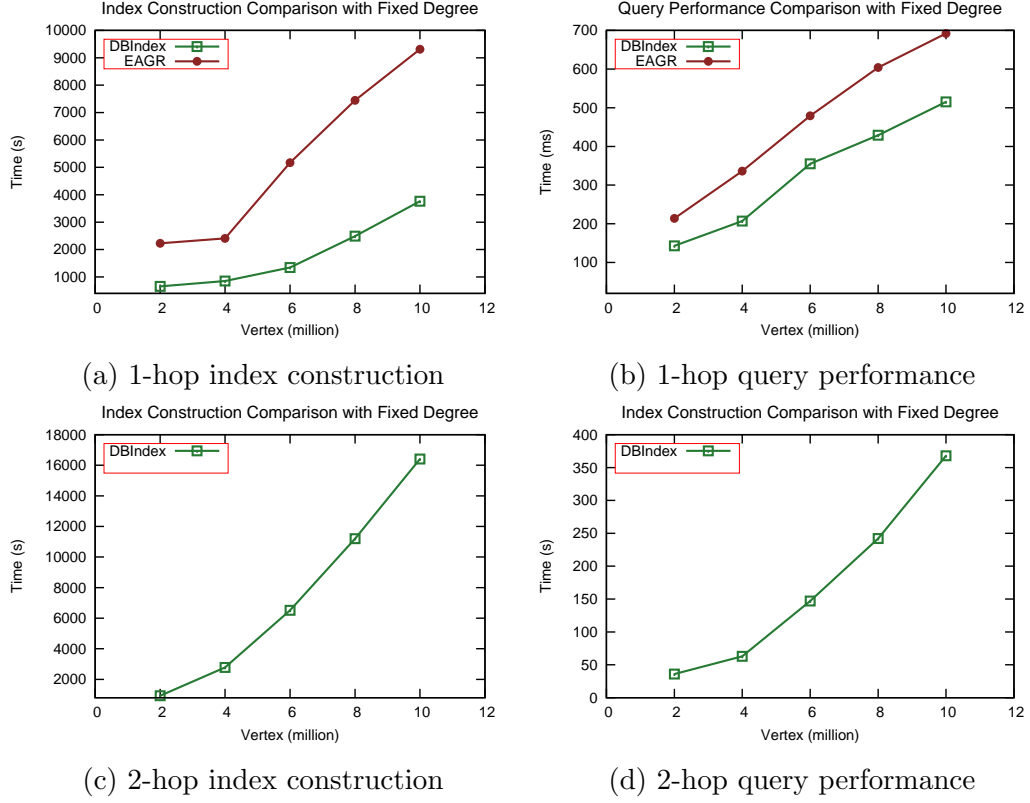 Index Construction Comparison with Fixed Degree
10000
9000
8000
7000
6000
5000
4000
3000
2000
1000
Time (s)
DBIndex
EAGR
0 2 4 6 8 10 12
Vertex (million)
(a) 1-hop index construction
Query Performance Comparison with Fixed Degree
700
600
500
400
300
200
100
Time (ms)
DBIndex
EAGR
0 2 4 6 8 10 12
Vertex (million)
(b) 1-hop query performance
Index Construction Comparison with Fixed Degree
18000
16000
14000
12000
10000
8000
6000
4000
2000
Time (s)
DBIndex
0 2 4 6 8 10 12
Vertex (million)
(c) 2-hop index construction
Index Construction Comparison with Fixed Degree
400
350
300
250
200
150
100
50
0
Time (s)
DBIndex
0 2 4 6 8 10 12
Vertex (million)
(d) 2-hop query performance